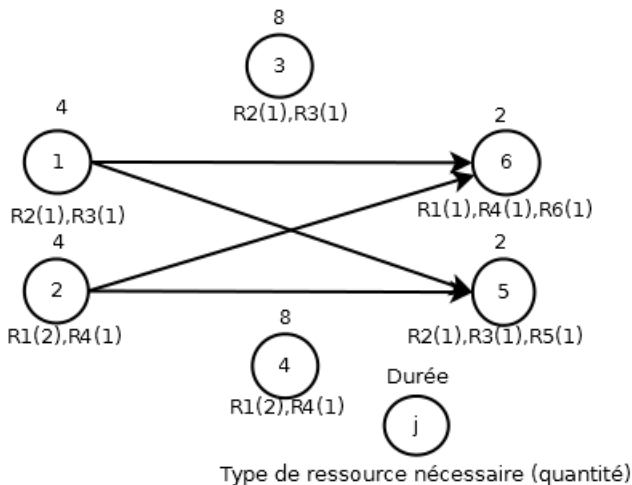 8
3
R2(1),R3(1)
4
1
R2(1),R3(1)
2
6
R1(1),R4(1),R6(1)
4
2
R1(2),R4(1)
2
5
R2(1),R3(1),R5(1)
8
4
R1(2),R4(1)
Durée
j
Type de ressource nécessaire (quantité)